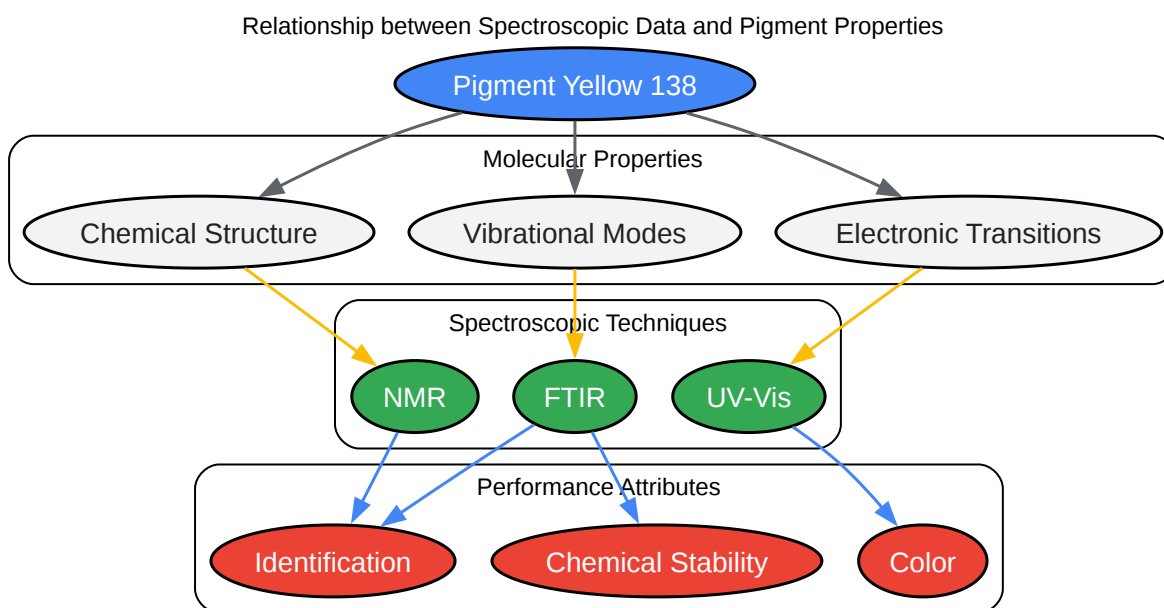 Relationship between Spectroscopic Data and Pigment Properties
Pigment Yellow 138
Molecular Properties
Chemical Structure
Vibrational Modes
Electronic Transitions
Spectroscopic Techniques
NMR
FTIR
UV-Vis
Performance Attributes
Identification
Chemical Stability
Color